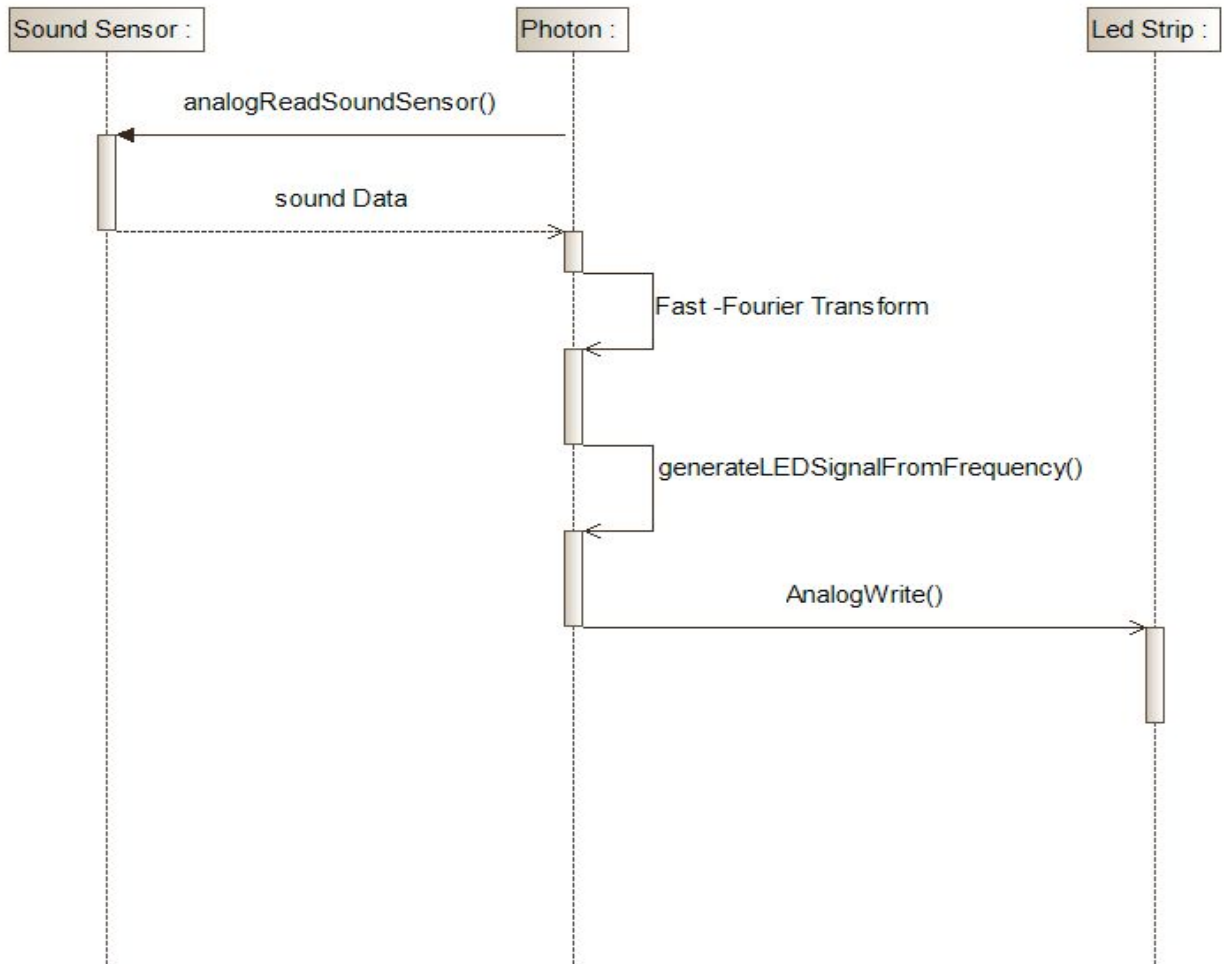 Sound Sensor :
Photon :
Led Strip :
analogReadSoundSensor()
sound Data
Fast -Fourier Transform
generateLEDSignalFromFrequency()
AnalogWrite()